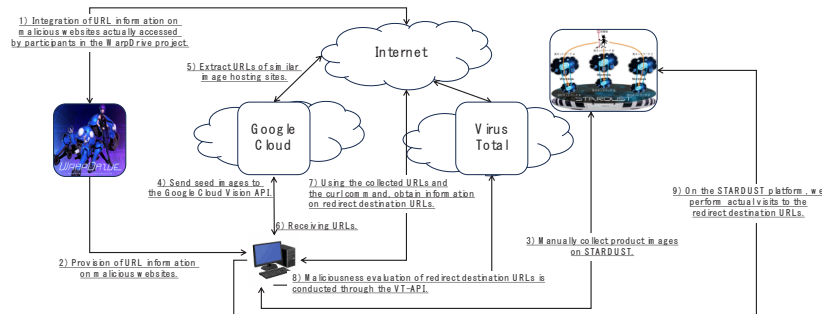 1) Integration of URL information on
malicious websites actually accessed
by participants in the WarpDrive project.
Internet
5) Extract URLs of similar
image hosting sites.
STARDUST
WARPDRIVE
Google
Cloud
Virus
Total
4) Send seed images to
the Google Cloud Vision API.
7) Using the collected URLs and
the curl command, obtain information
on redirect destination URLs.
9) On the STARDUST platform, we
perform actual visits to the
redirect destination URLs.
6) Receiving URLs.
3) Manually collect product images
on STARDUST.
2) Provision of URL information
on malicious websites.
8) Maliciousness evaluation of redirect destination URLs is
conducted through the VT-API.